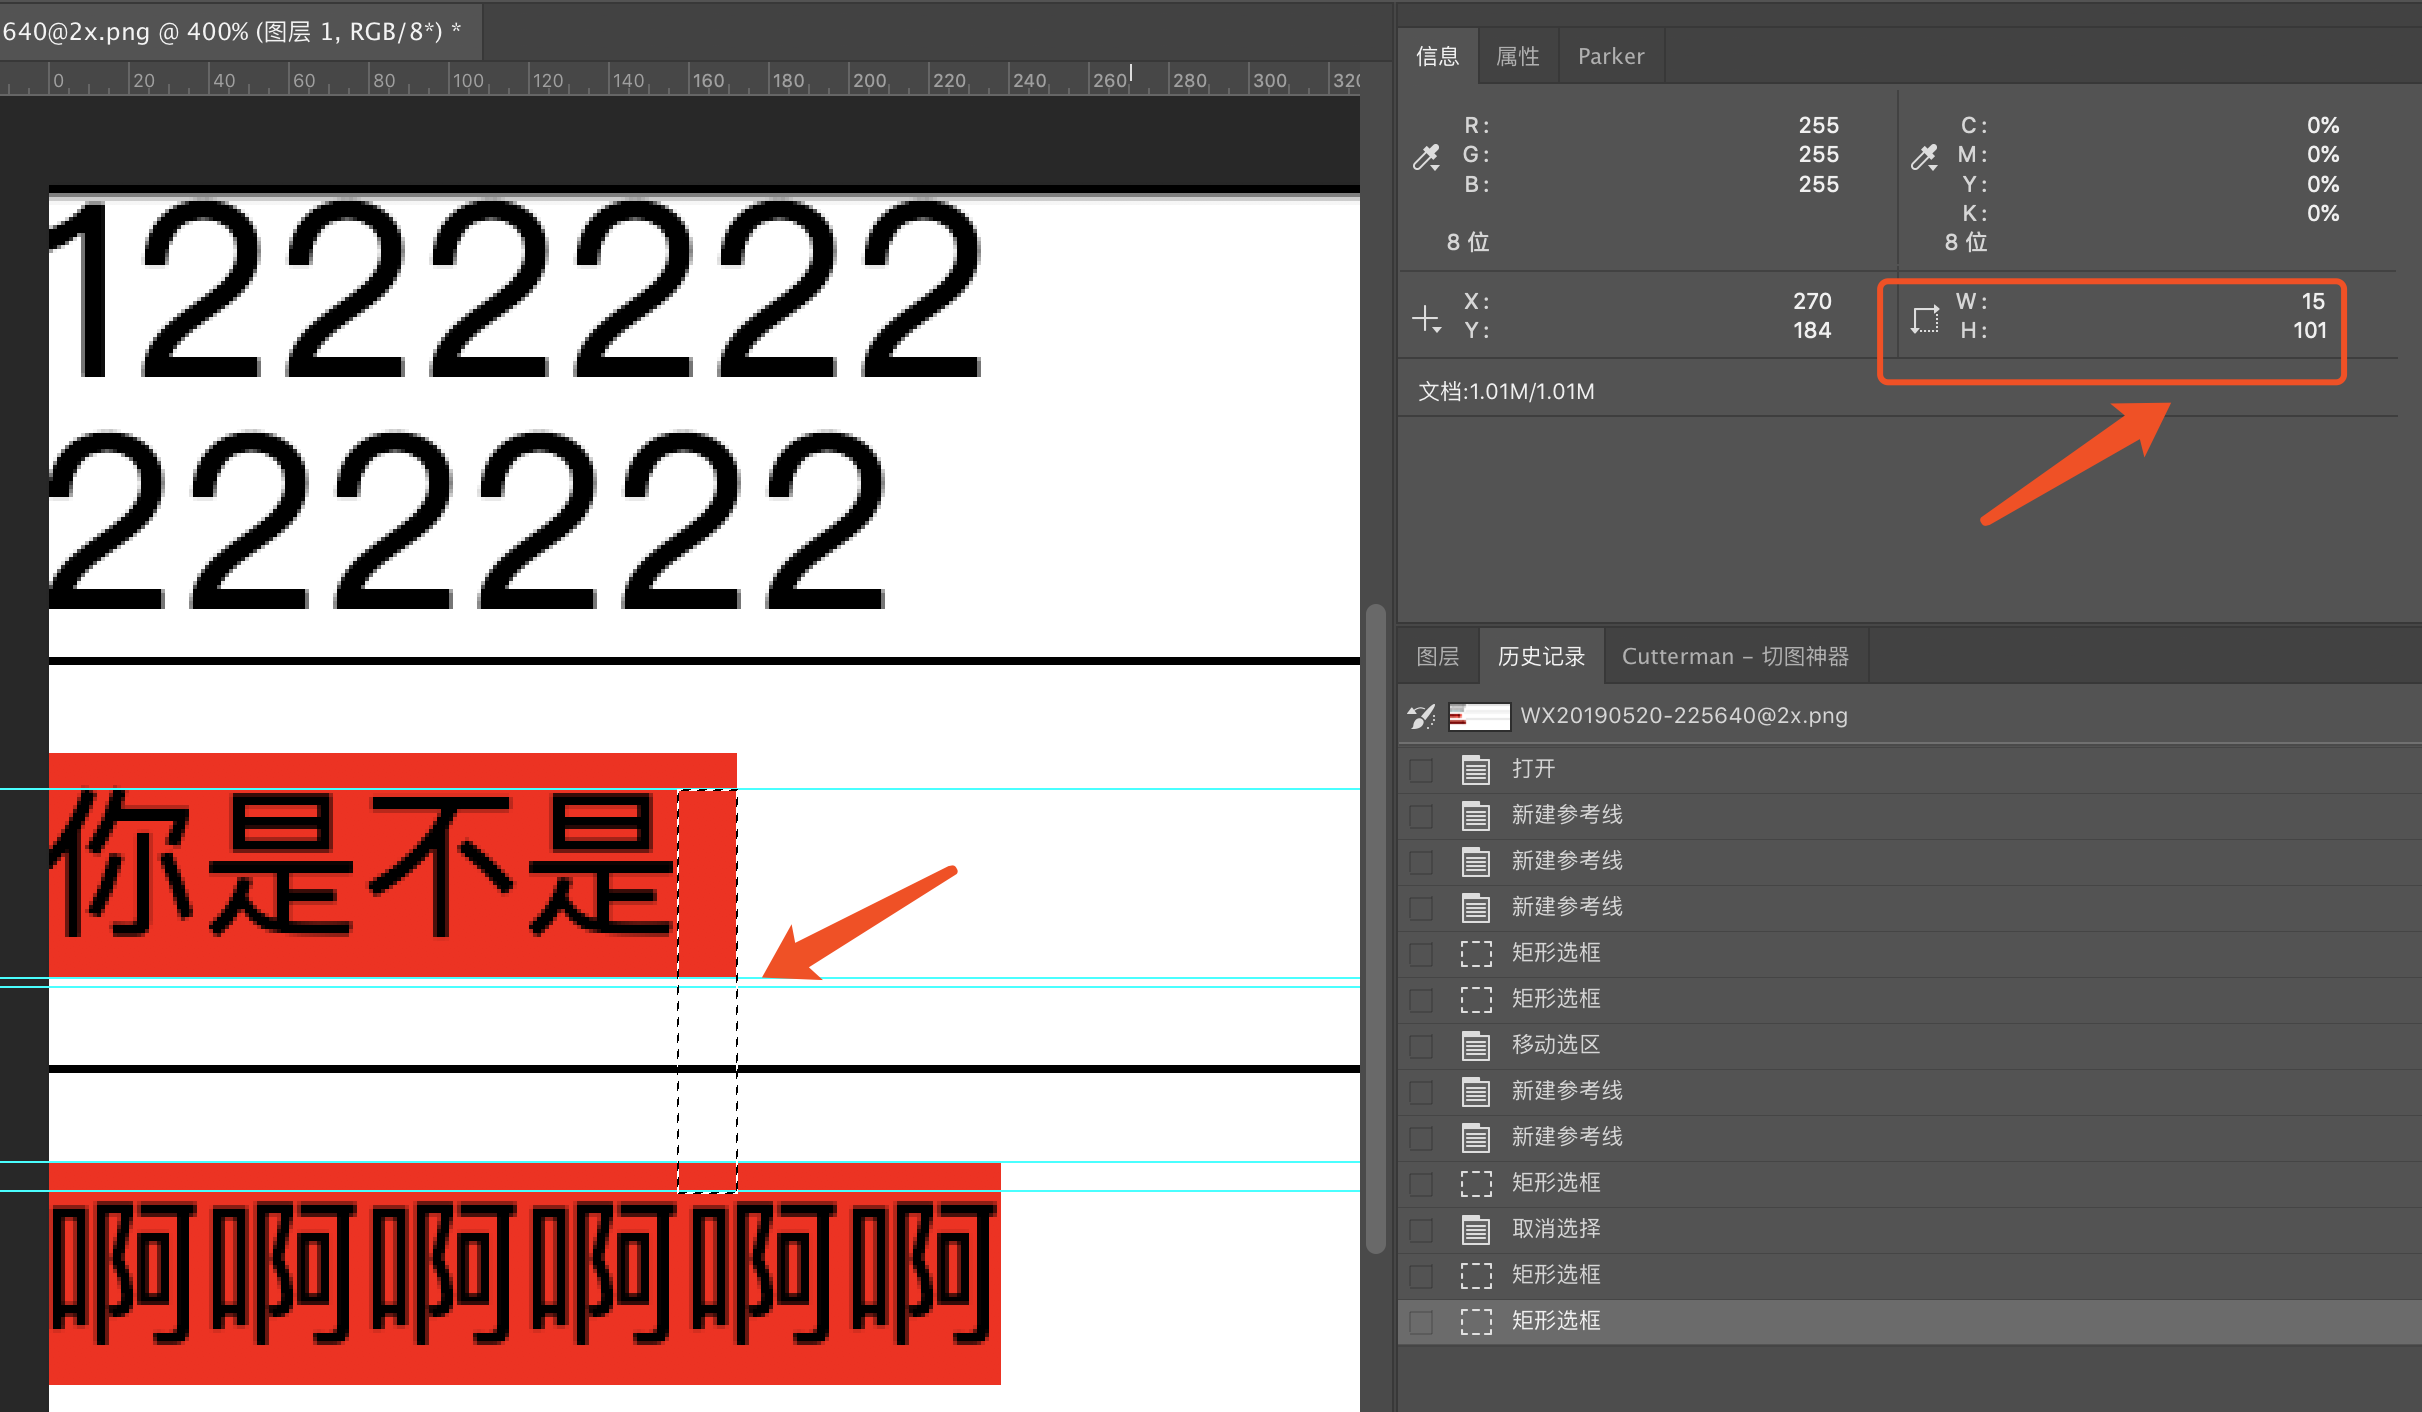 640@2x.png @ 400% (图层 1, RGB/8*) *
0 20 40 60 80 100 120 140 160 180 200 220 240 260 280 300 320
1222222
222222
你是不是
啊啊啊啊啊啊
信息 属性 Parker
R: 255 C: 0%
G: 255 M: 0%
B: 255 Y: 0%
K: 0%
8 位 8 位
X: 270 W: 15
Y: 184 H: 101
文档:1.01M/1.01M
图层 历史记录 Cutterman - 切图神器
WX20190520-225640@2x.png
打开
新建参考线
新建参考线
新建参考线
矩形选框
矩形选框
移动选区
新建参考线
新建参考线
矩形选框
取消选择
矩形选框
矩形选框